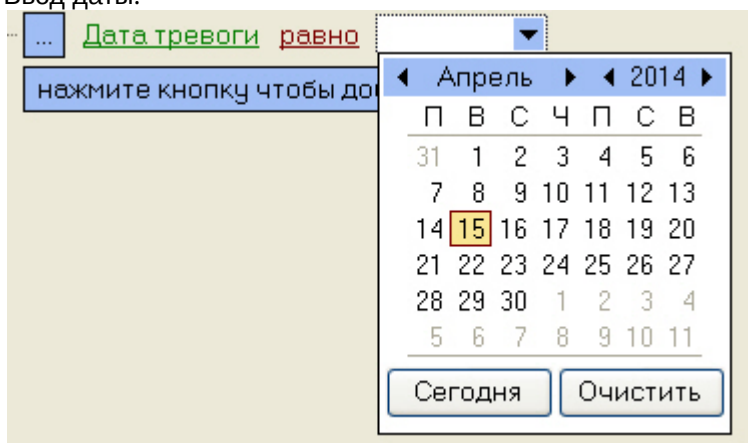 Ввод даты:
... Дата тревоги равно
нажмите кнопку чтобы
Апрель 2014
П В С Ч П С В
31 1 2 3 4 5 6
7 8 9 10 11 12 13
14 15 16 17 18 19 20
21 22 23 24 25 26 27
28 29 30 1 2 3 4
5 6 7 8 9 10 11
Сегодня Очистить